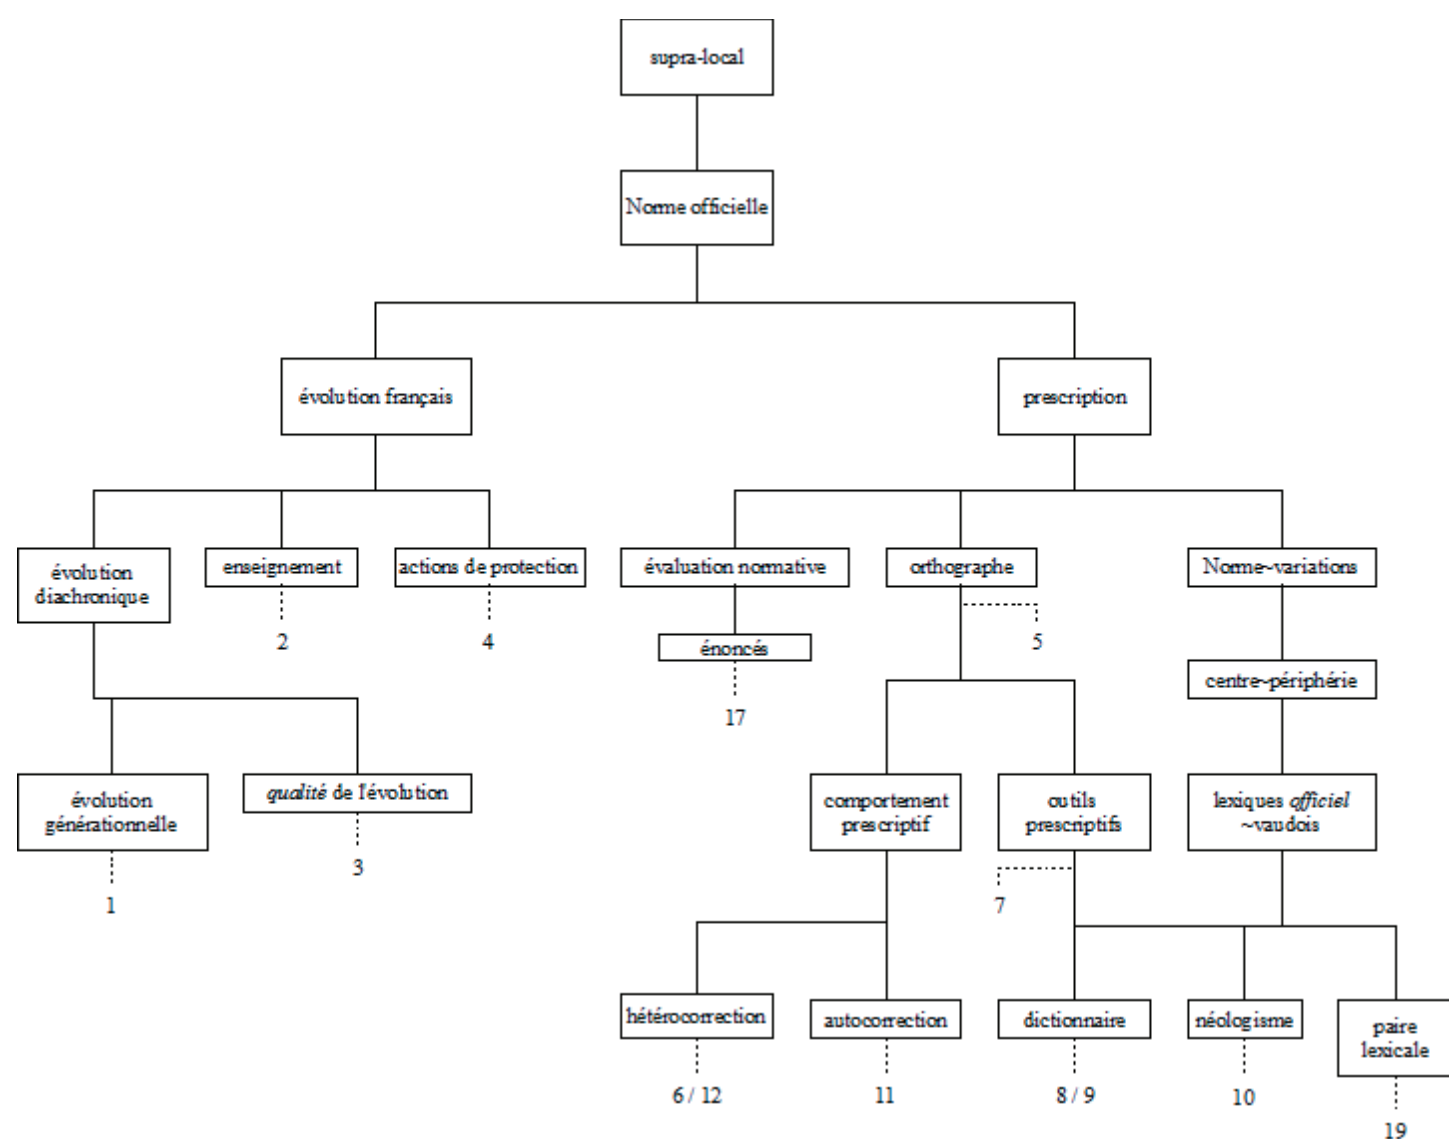 supra-local
Norme officielle
évolution français
prescription
évolution
diachronique
enseignement
actions de protection
évaluation normative
orthographe
Norme~variations
2
4
énoncés
5
centre~périphérie
17
évolution
générationnelle
qualité de l'évolution
comportement
prescriptif
outils
prescriptifs
lexiques officiel
~vaudois
1
3
7
hétérocorrection
autocorrection
dictionnaire
néologisme
paire
lexicale
6 / 12
11
8 / 9
10
19